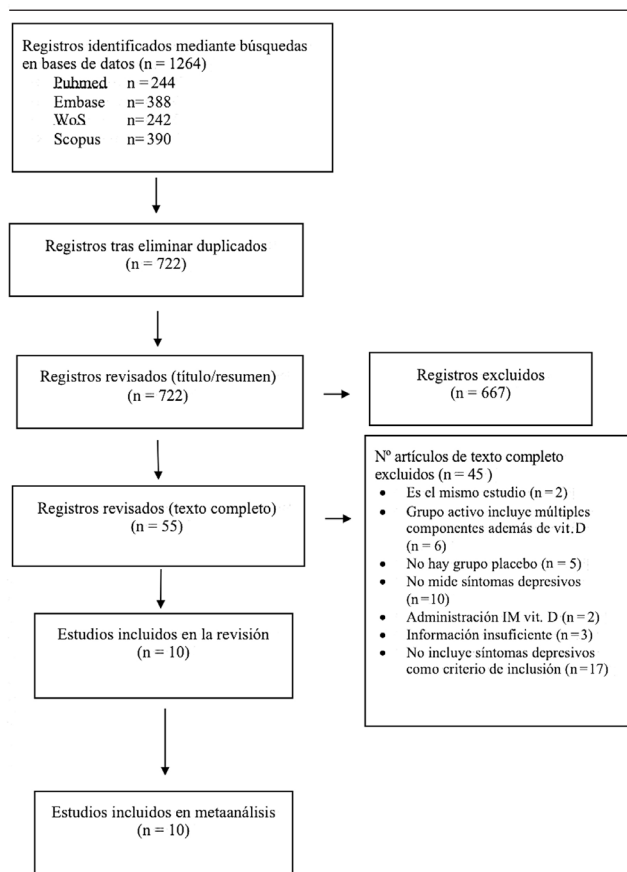 Registros identificados mediante búsquedas
en bases de datos (n = 1264)
Pubmed n = 244
Embase n= 388
WoS n= 242
Scopus n= 390
Registros tras eliminar duplicados
(n = 722)
Registros revisados (título/resumen)
(n = 722)
Registros excluidos
(n = 667)
Registros revisados (texto completo)
(n = 55)
Nº artículos de texto completo
excluidos (n = 45 )
• Es el mismo estudio (n = 2)
• Grupo activo incluye múltiples
componentes además de vit. D
(n = 6)
• No hay grupo placebo (n = 5)
• No mide síntomas depresivos
(n =10)
• Administración IM vit. D (n = 2)
• Información insuficiente (n = 3)
• No incluye síntomas depresivos
como criterio de inclusión (n =17)
Estudios incluidos en la revisión
(n = 10)
Estudios incluidos en metaanálisis
(n = 10)